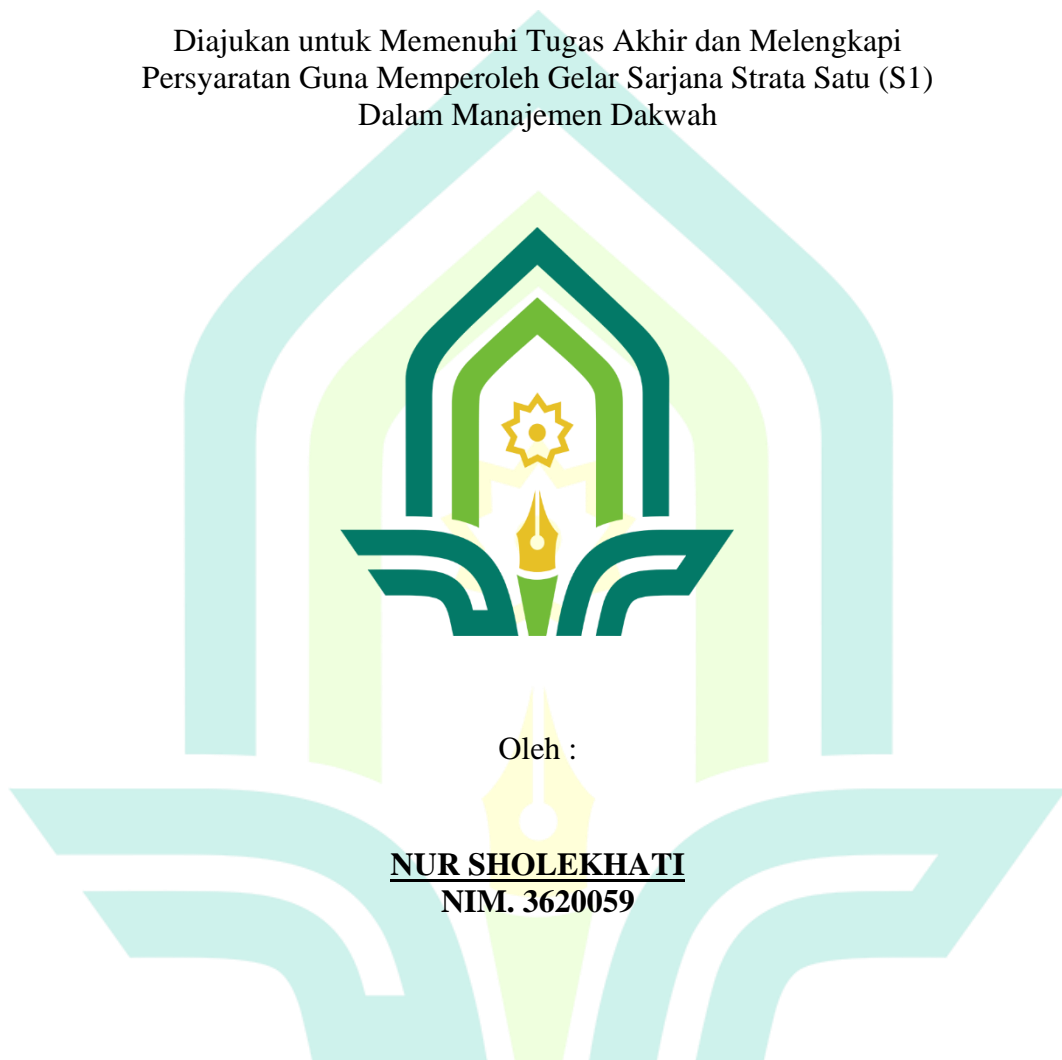 Diajukan untuk Memenuhi Tugas Akhir dan Melengkapi
Persyaratan Guna Memperoleh Gelar Sarjana Strata Satu (S1)
Dalam Manajemen Dakwah
Oleh :
NUR SHOLEKHATI
NIM. 3620059